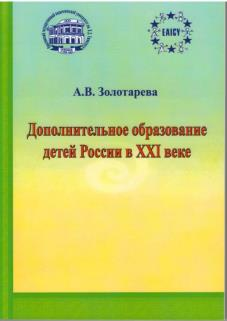 EAICY
А.В. Золотарева
Дополнительное образование
детей России в XXI веке